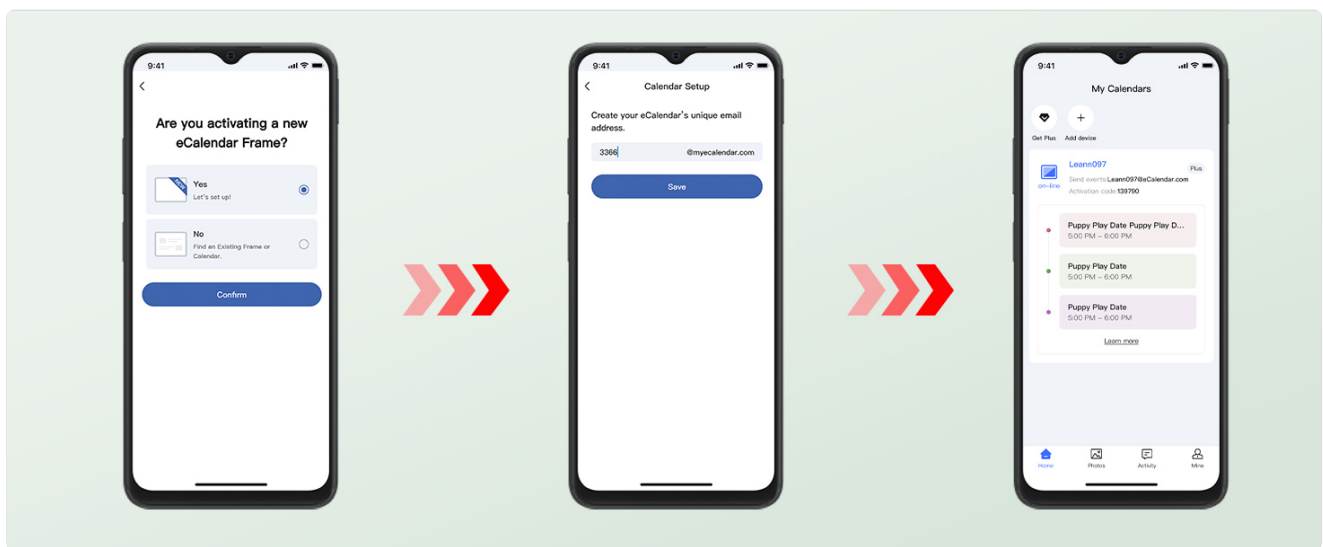 9:41
Are you activating a new
eCalendar Frame?
NEW
Yes
Let's set up!
No
Find an Existing Frame or
Calendar.
Confirm
9:41
Calendar Setup
Create your eCalendar's unique email
address.
3366 @myecalendar.com
Save
9:41
My Calendars
Get Plus Add device
Leann097
Plus
on-line
Send events:Leann097@eCalendar.com
Activation code:139790
Puppy Play Date Puppy Play D...
5:00 PM – 6:00 PM
Puppy Play Date
5:00 PM – 6:00 PM
Puppy Play Date
5:00 PM – 6:00 PM
Learn more
Home Photos Activity Mine